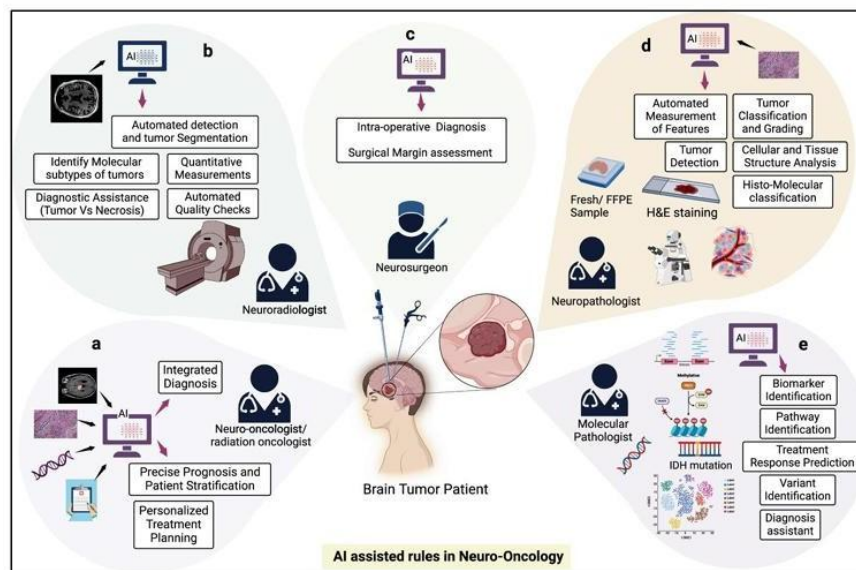 b
AI
Automated detection
and tumor Segmentation
Identify Molecular
subtypes of tumors
Quantitative
Measurements
Diagnostic Assistance
(Tumor Vs Necrosis)
Automated
Quality Checks
Neuroradiologist
c
AI
Intra-operative Diagnosis
Surgical Margin assessment
Neurosurgeon
d
AI
Automated
Measurement
of Features
Tumor
Classification
and Grading
Tumor
Detection
Cellular and Tissue
Structure Analysis
Histo-Molecular
classification
Fresh/ FFPE
Sample
H&E staining
Neuropathologist
a
AI
Integrated
Diagnosis
Neuro-oncologist/
radiation oncologist
Precise Prognosis and
Patient Stratification
Personalized
Treatment
Planning
Brain Tumor Patient
e
AI
Molecular
Pathologist
IDH mutation
Biomarker
Identification
Pathway
Identification
Treatment
Response Prediction
Variant
Identification
Diagnosis
assistant
AI assisted rules in Neuro-Oncology